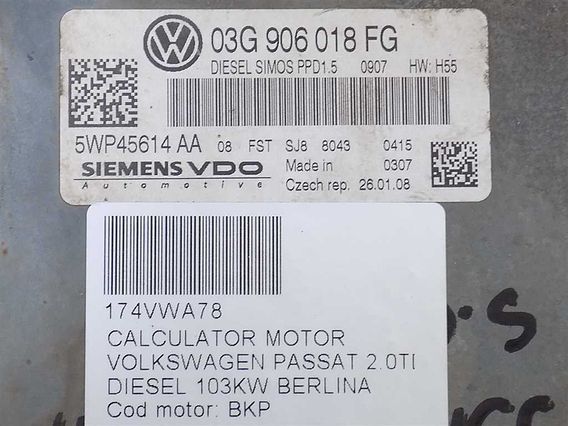 03G 906 018 FG
DIESEL SIMOS PPD1.5 0907 HW: H55
5WP45614 AA 08 FST SJ8 8043 0415
SIEMENS VDO Made in 0307
Automotive Czech rep. 26.01.08
174VWA78
CALCULATOR MOTOR
VOLKSWAGEN PASSAT 2.0TI
DIESEL 103KW BERLINA
Cod motor: BKP